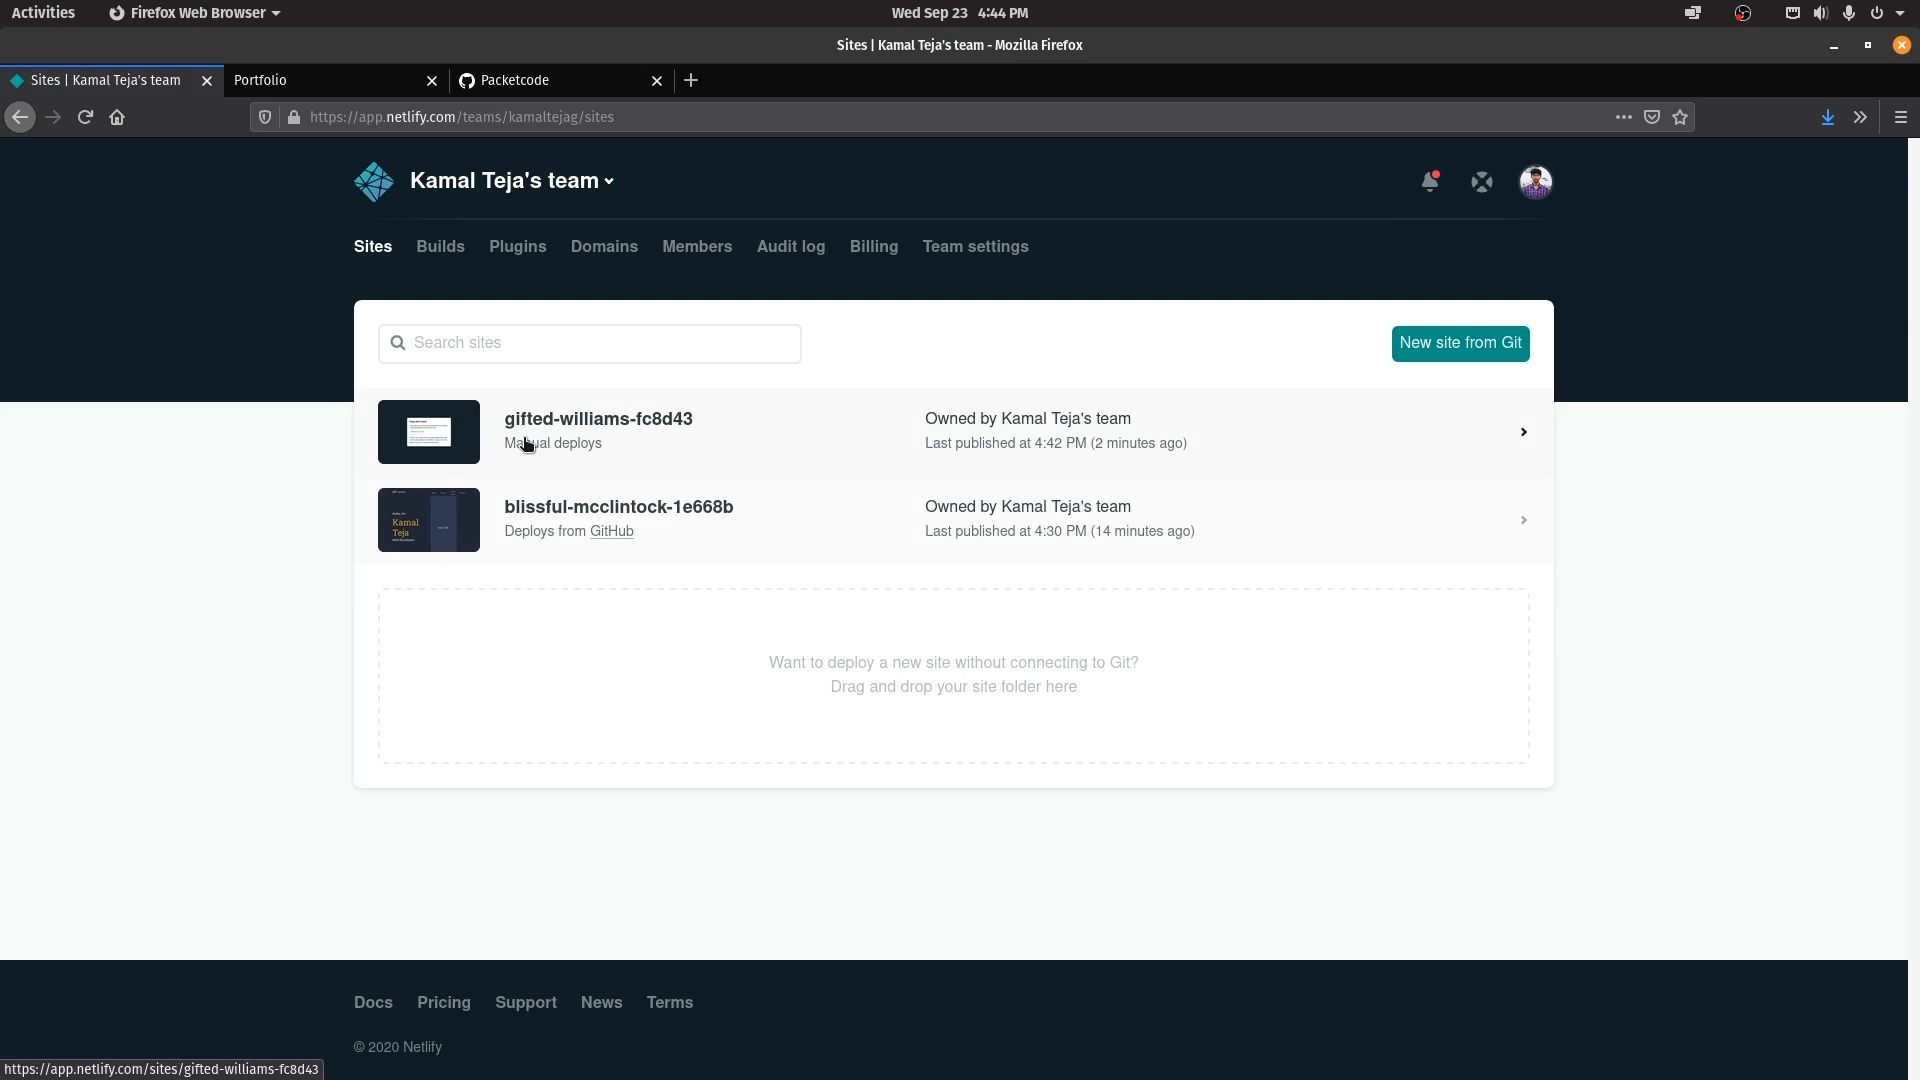 Activities Firefox Web Browser Wed Sep 23 4:44 PM
Sites | Kamal Teja's team - Mozilla Firefox
Sites | Kamal Teja's team Portfolio Packetcode
https://app.netlify.com/teams/kamaltejag/sites
Kamal Teja's team
Sites Builds Plugins Domains Members Audit log Billing Team settings
Search sites New site from Git
gifted-williams-fc8d43 Owned by Kamal Teja's team
Manual deploys Last published at 4:42 PM (2 minutes ago)
blissful-mcclintock-1e668b Owned by Kamal Teja's team
Deploys from GitHub Last published at 4:30 PM (14 minutes ago)
Kamal
Teja
Want to deploy a new site without connecting to Git?
Drag and drop your site folder here
Docs Pricing Support News Terms
© 2020 Netlify
https://app.netlify.com/sites/gifted-williams-fc8d43